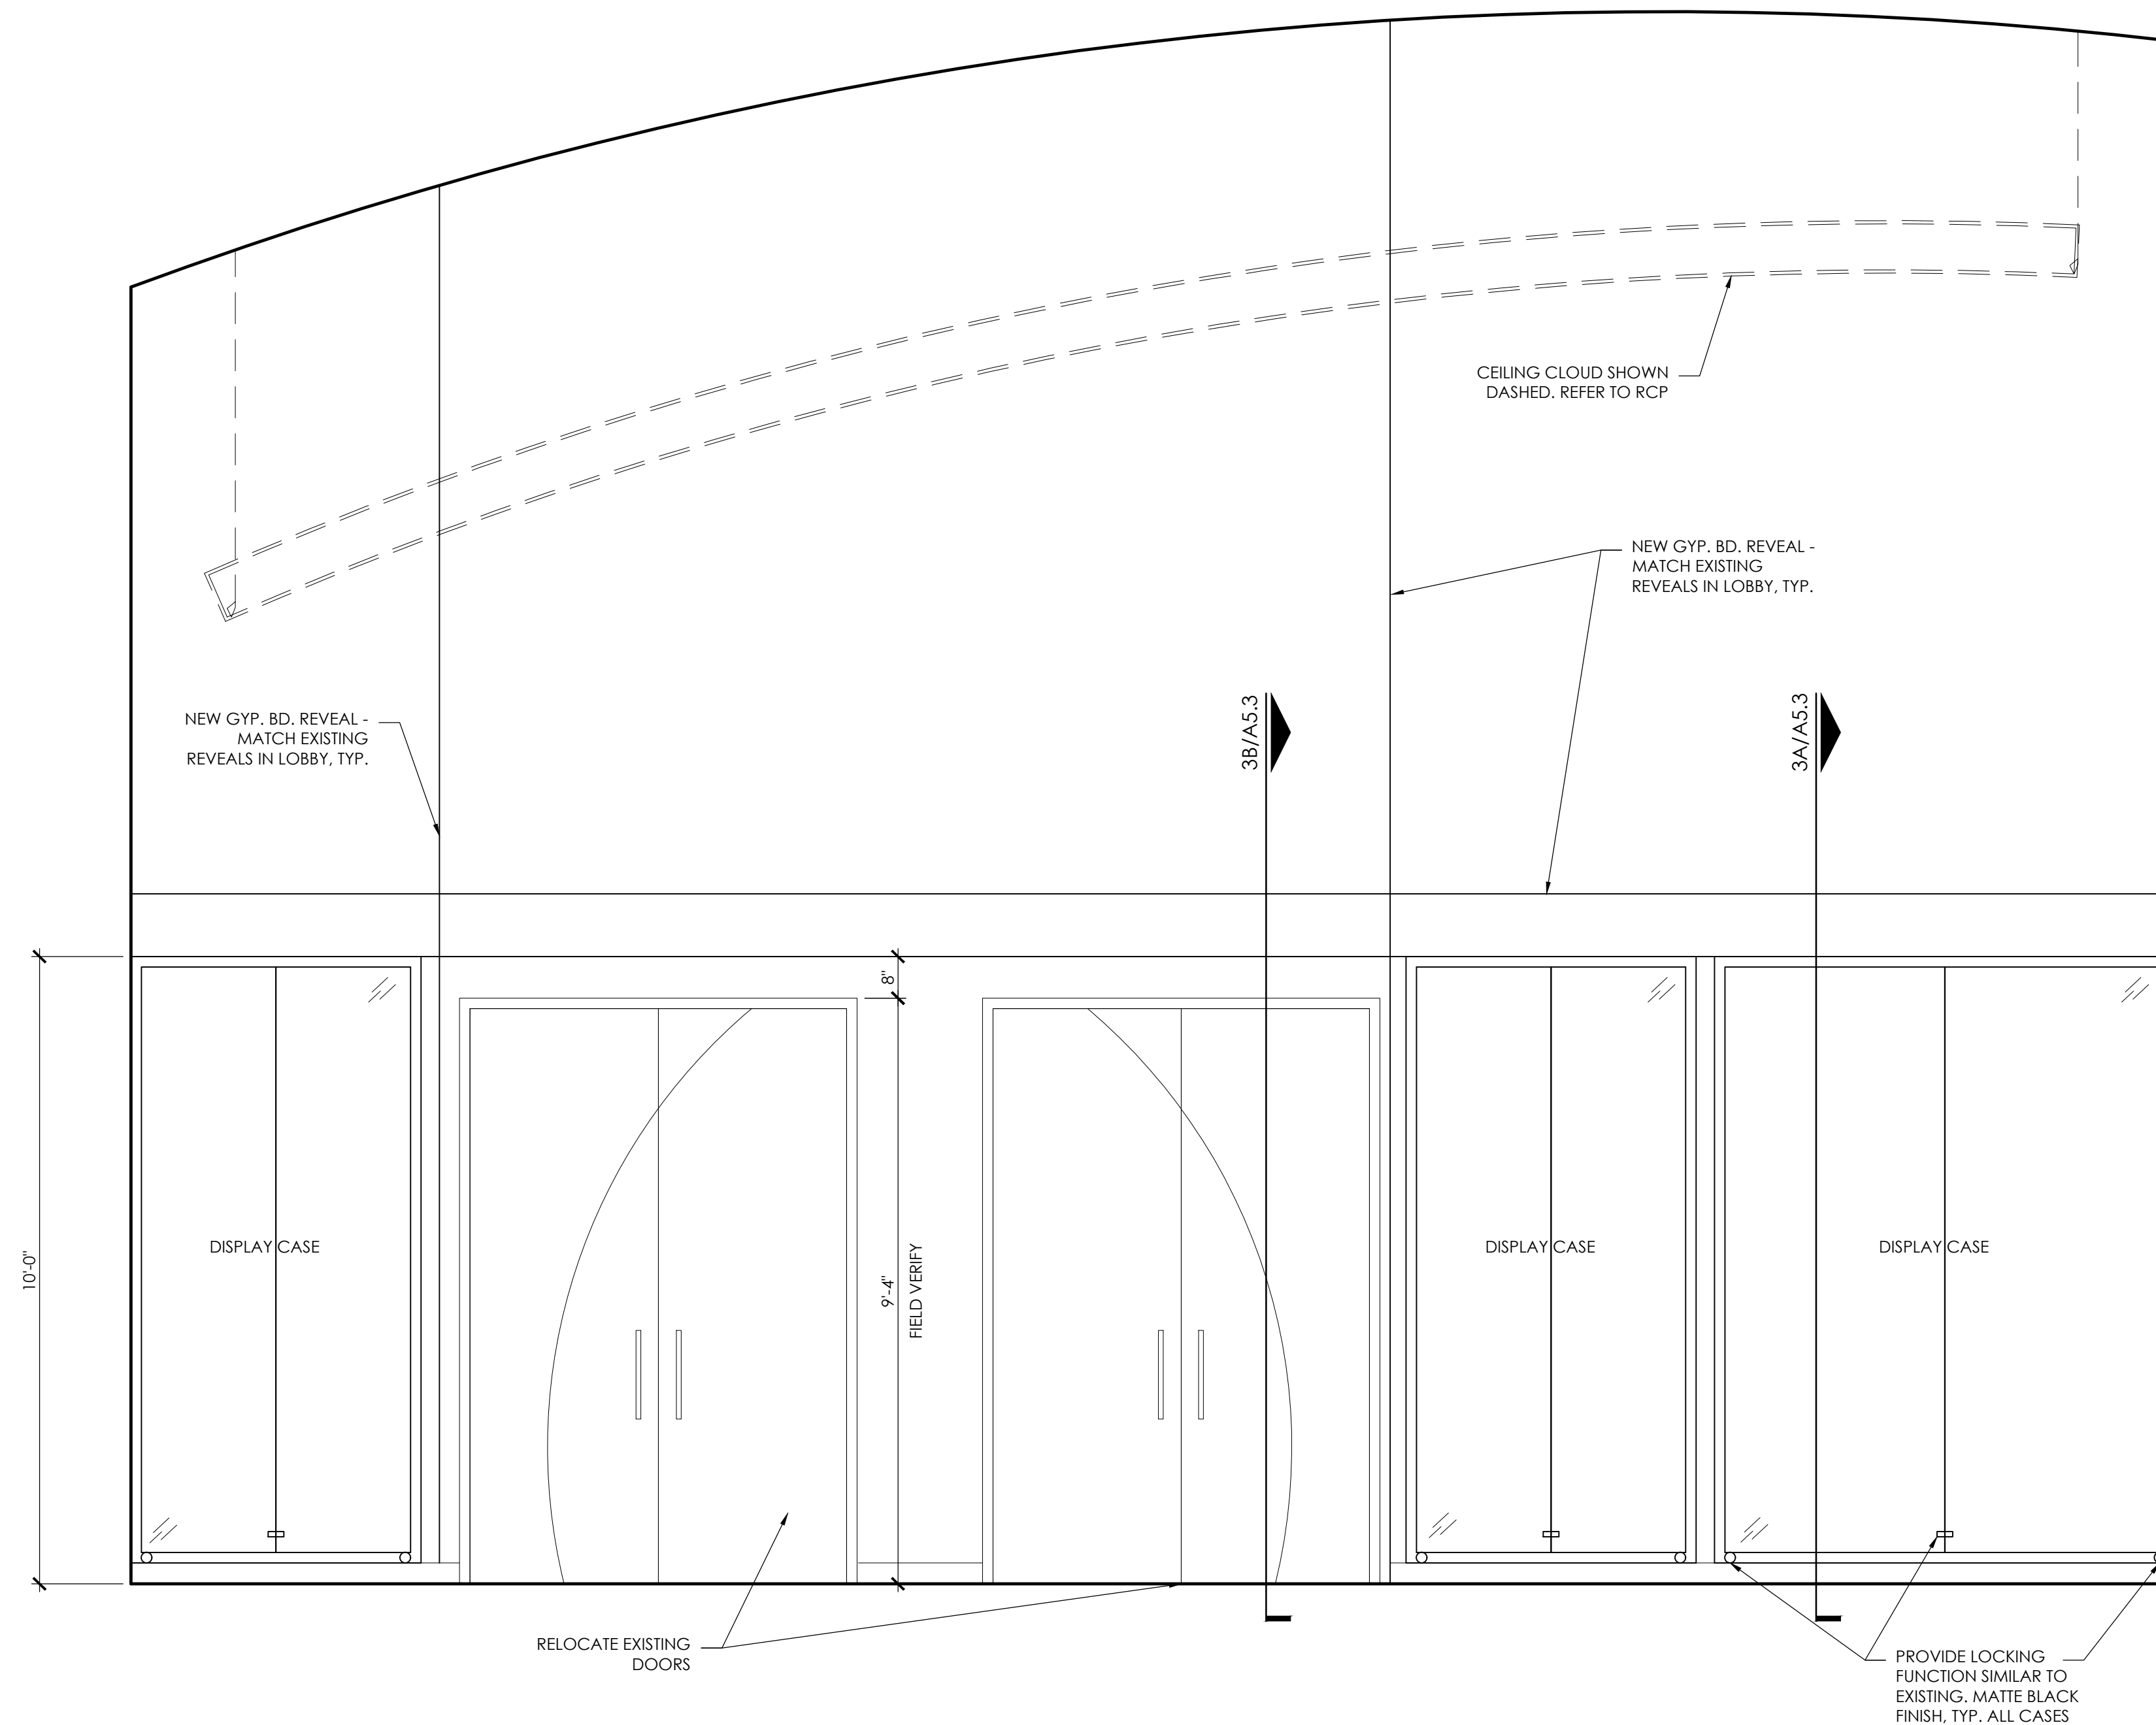 CEILING CLOUD SHOWN
DASHED. REFER TO RCP
NEW GYP. BD. REVEAL -
MATCH EXISTING
REVEALS IN LOBBY, TYP.
NEW GYP. BD. REVEAL -
MATCH EXISTING
REVEALS IN LOBBY, TYP.
3B/A5.3
3A/A5.3
8"
10'-0"
DISPLAY CASE
9'-4"
FIELD VERIFY
DISPLAY CASE
DISPLAY CASE
RELOCATE EXISTING
DOORS
PROVIDE LOCKING
FUNCTION SIMILAR TO
EXISTING. MATTE BLACK
FINISH, TYP. ALL CASES